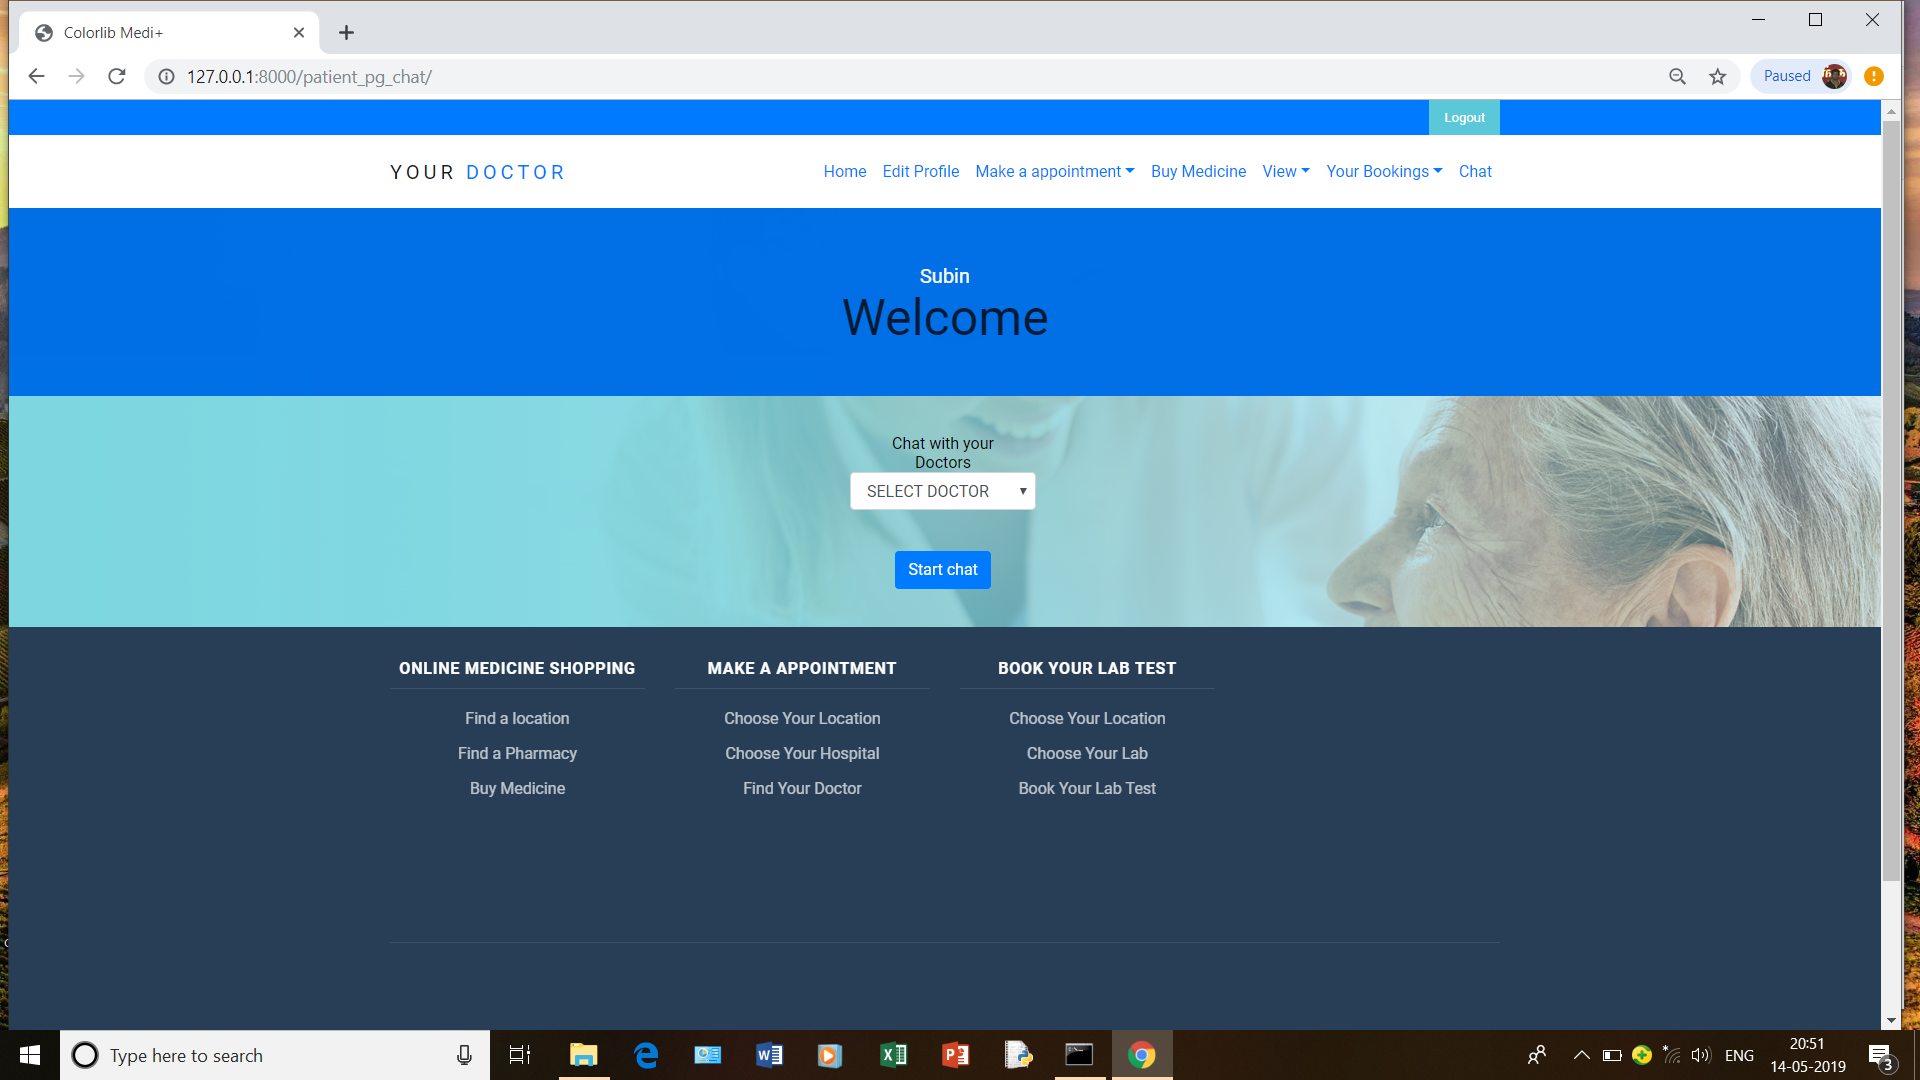 Colorlib Medi+
127.0.0.1:8000/patient_pg_chat/
Paused
Logout
YOUR DOCTOR
Home Edit Profile Make a appointment Buy Medicine View Your Bookings Chat
Subin
Welcome
Chat with your
Doctors
SELECT DOCTOR
Start chat
ONLINE MEDICINE SHOPPING
Find a location
Find a Pharmacy
Buy Medicine
MAKE A APPOINTMENT
Choose Your Location
Choose Your Hospital
Find Your Doctor
BOOK YOUR LAB TEST
Choose Your Location
Choose Your Lab
Book Your Lab Test
Type here to search
ENG
20:51
14-05-2019
3